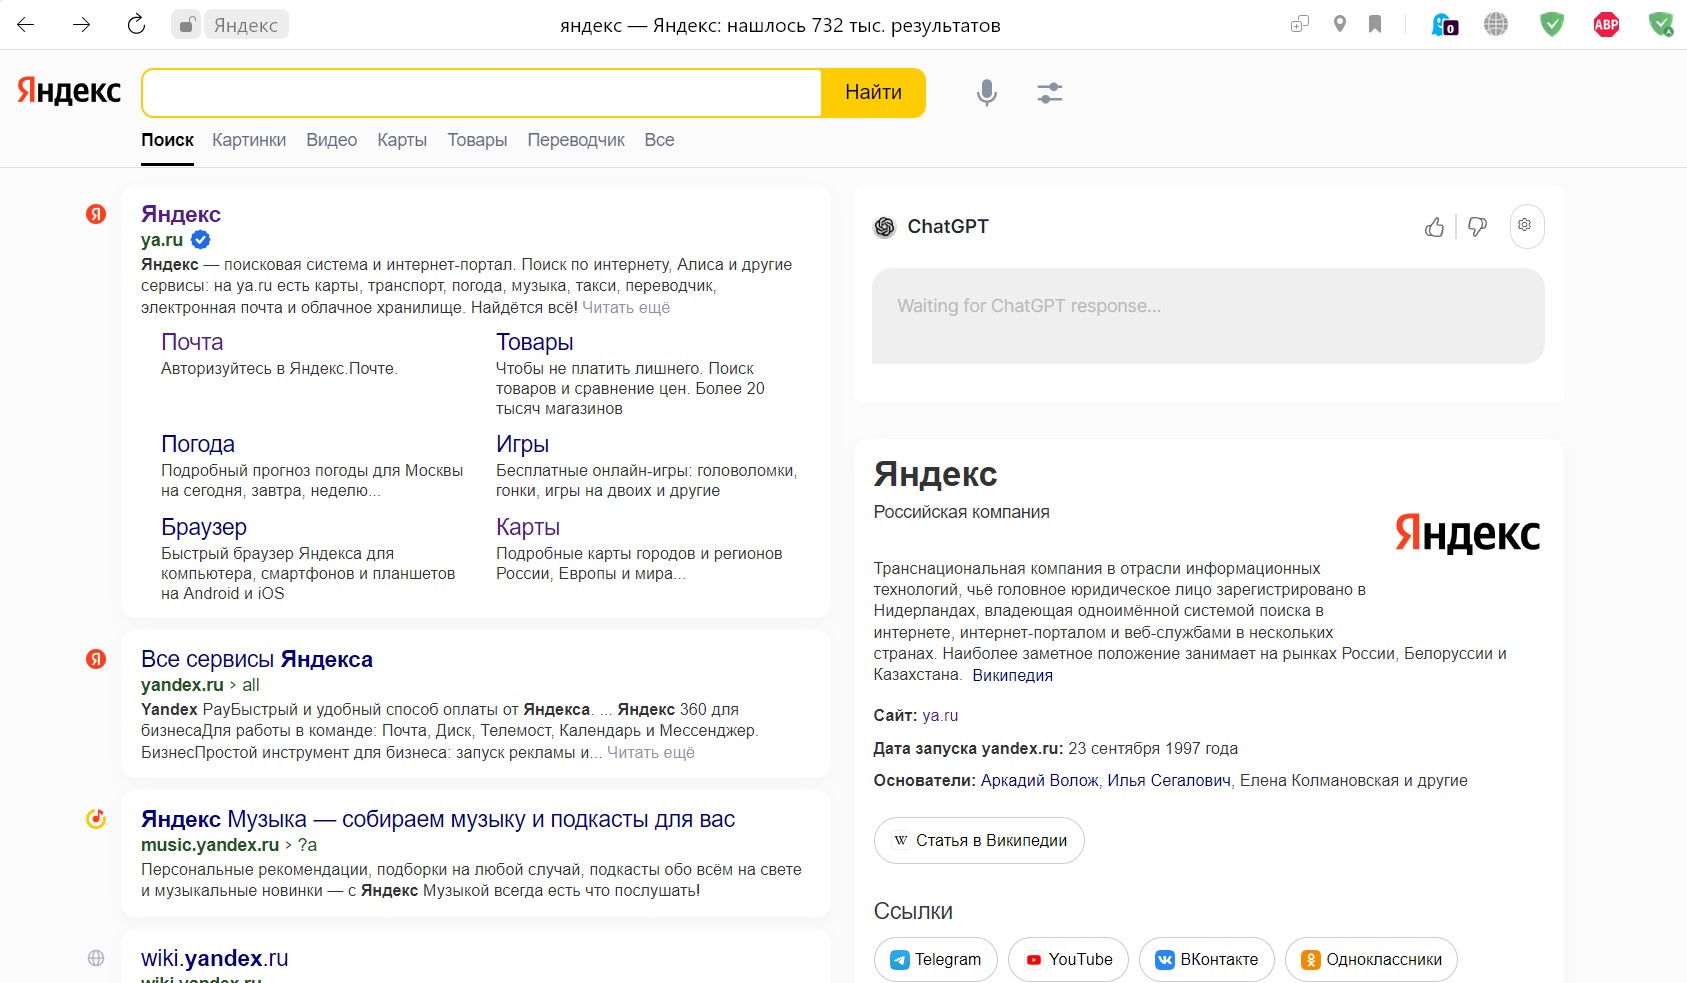 Яндекс
яндекс — Яндекс: нашлось 732 тыс. результатов
0
ABP
Яндекс
Найти
Поиск Картинки Видео Карты Товары Переводчик Все
Я
Яндекс
ya.ru
Яндекс — поисковая система и интернет-портал. Поиск по интернету, Алиса и другие
сервисы: на ya.ru есть карты, транспорт, погода, музыка, такси, переводчик,
электронная почта и облачное хранилище. Найдётся всё! Читать ещё
Почта
Авторизуйтесь в Яндекс.Почте.
Товары
Чтобы не платить лишнего. Поиск
товаров и сравнение цен. Более 20
тысяч магазинов
Погода
Подробный прогноз погоды для Москвы
на сегодня, завтра, неделю...
Игры
Бесплатные онлайн-игры: головоломки,
гонки, игры на двоих и другие
Браузер
Быстрый браузер Яндекса для
компьютера, смартфонов и планшетов
на Android и iOS
Карты
Подробные карты городов и регионов
России, Европы и мира...
Я
Все сервисы Яндекса
yandex.ru › all
Yandex PayБыстрый и удобный способ оплаты от Яндекса. ... Яндекс 360 для
бизнесаДля работы в команде: Почта, Диск, Телемост, Календарь и Мессенджер.
БизнесПростой инструмент для бизнеса: запуск рекламы и... Читать ещё
Яндекс Музыка — собираем музыку и подкасты для вас
music.yandex.ru › ?a
Персональные рекомендации, подборки на любой случай, подкасты обо всём на свете
и музыкальные новинки — с Яндекс Музыкой всегда есть что послушать!
wiki.yandex.ru
wiki.yandex.ru
ChatGPT
Waiting for ChatGPT response...
Яндекс
Российская компания
Яндекс
Транснациональная компания в отрасли информационных
технологий, чьё головное юридическое лицо зарегистрировано в
Нидерландах, владеющая одноимённой системой поиска в
интернете, интернет-порталом и веб-службами в нескольких
странах. Наиболее заметное положение занимает на рынках России, Белоруссии и
Казахстана. Википедия
Сайт: ya.ru
Дата запуска yandex.ru: 23 сентября 1997 года
Основатели: Аркадий Волож, Илья Сегалович, Елена Колмановская и другие
W Статья в Википедии
Ссылки
Telegram YouTube ВКонтакте Одноклассники